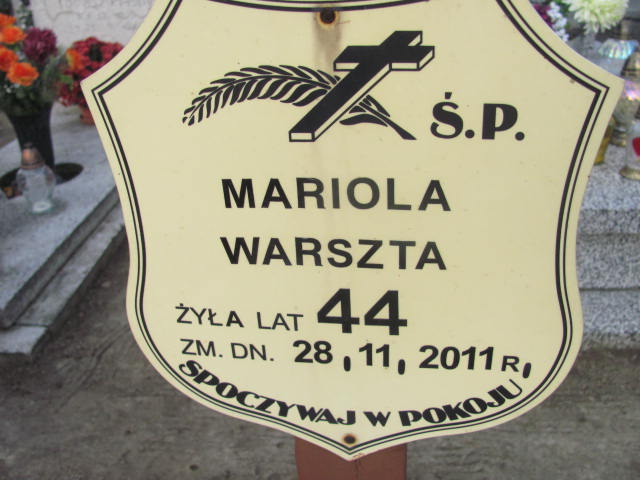 Ś.P.
MARIOLA
WARSZTA
ŻYŁA LAT 44
ZM. DN. 28,11,2011 R,
SPOCZYWAJ W POKOJU